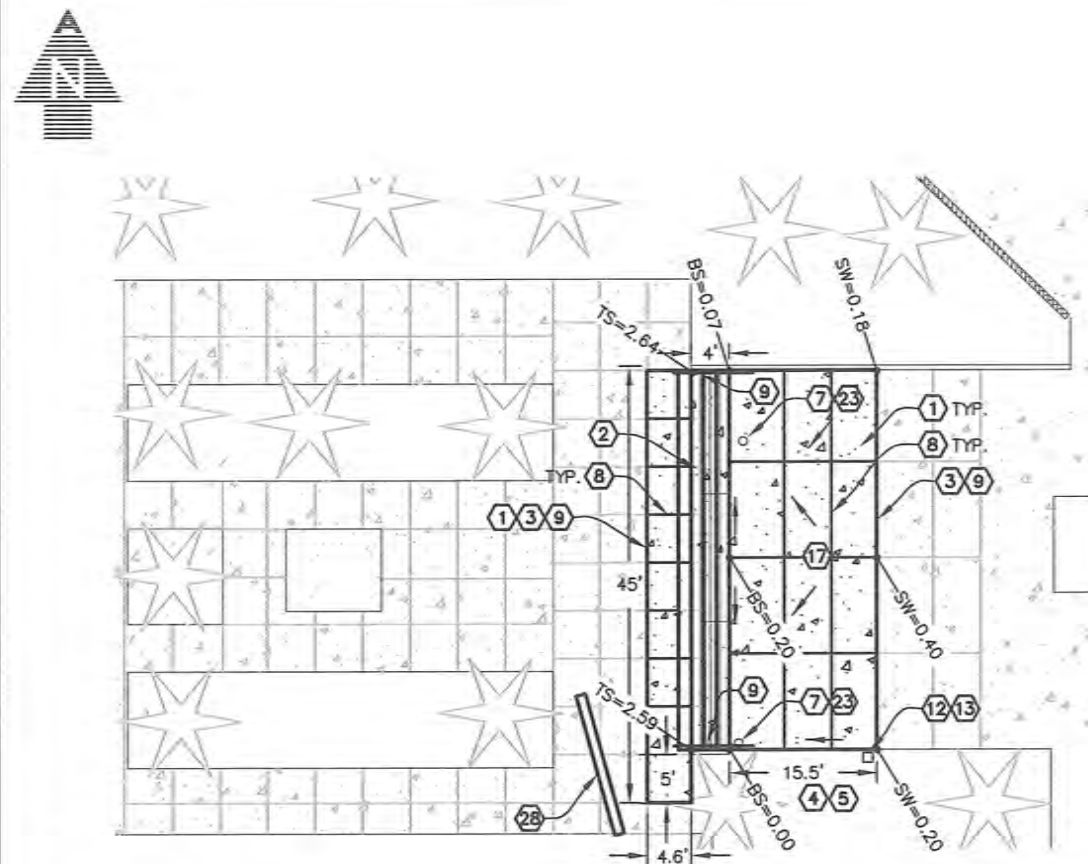 N
BS=0.07
SW=0.18
TS=2.64
4'
9
7 23
1 TYP.
2
8 TYP.
TYP. 8
3 9
1 3 9
17
45'
BS=0.20
SW=0.40
TS=2.59
9
7 23
12 13
5'
15.5'
4 5
28
BS=0.00
SW=0.20
4.6'